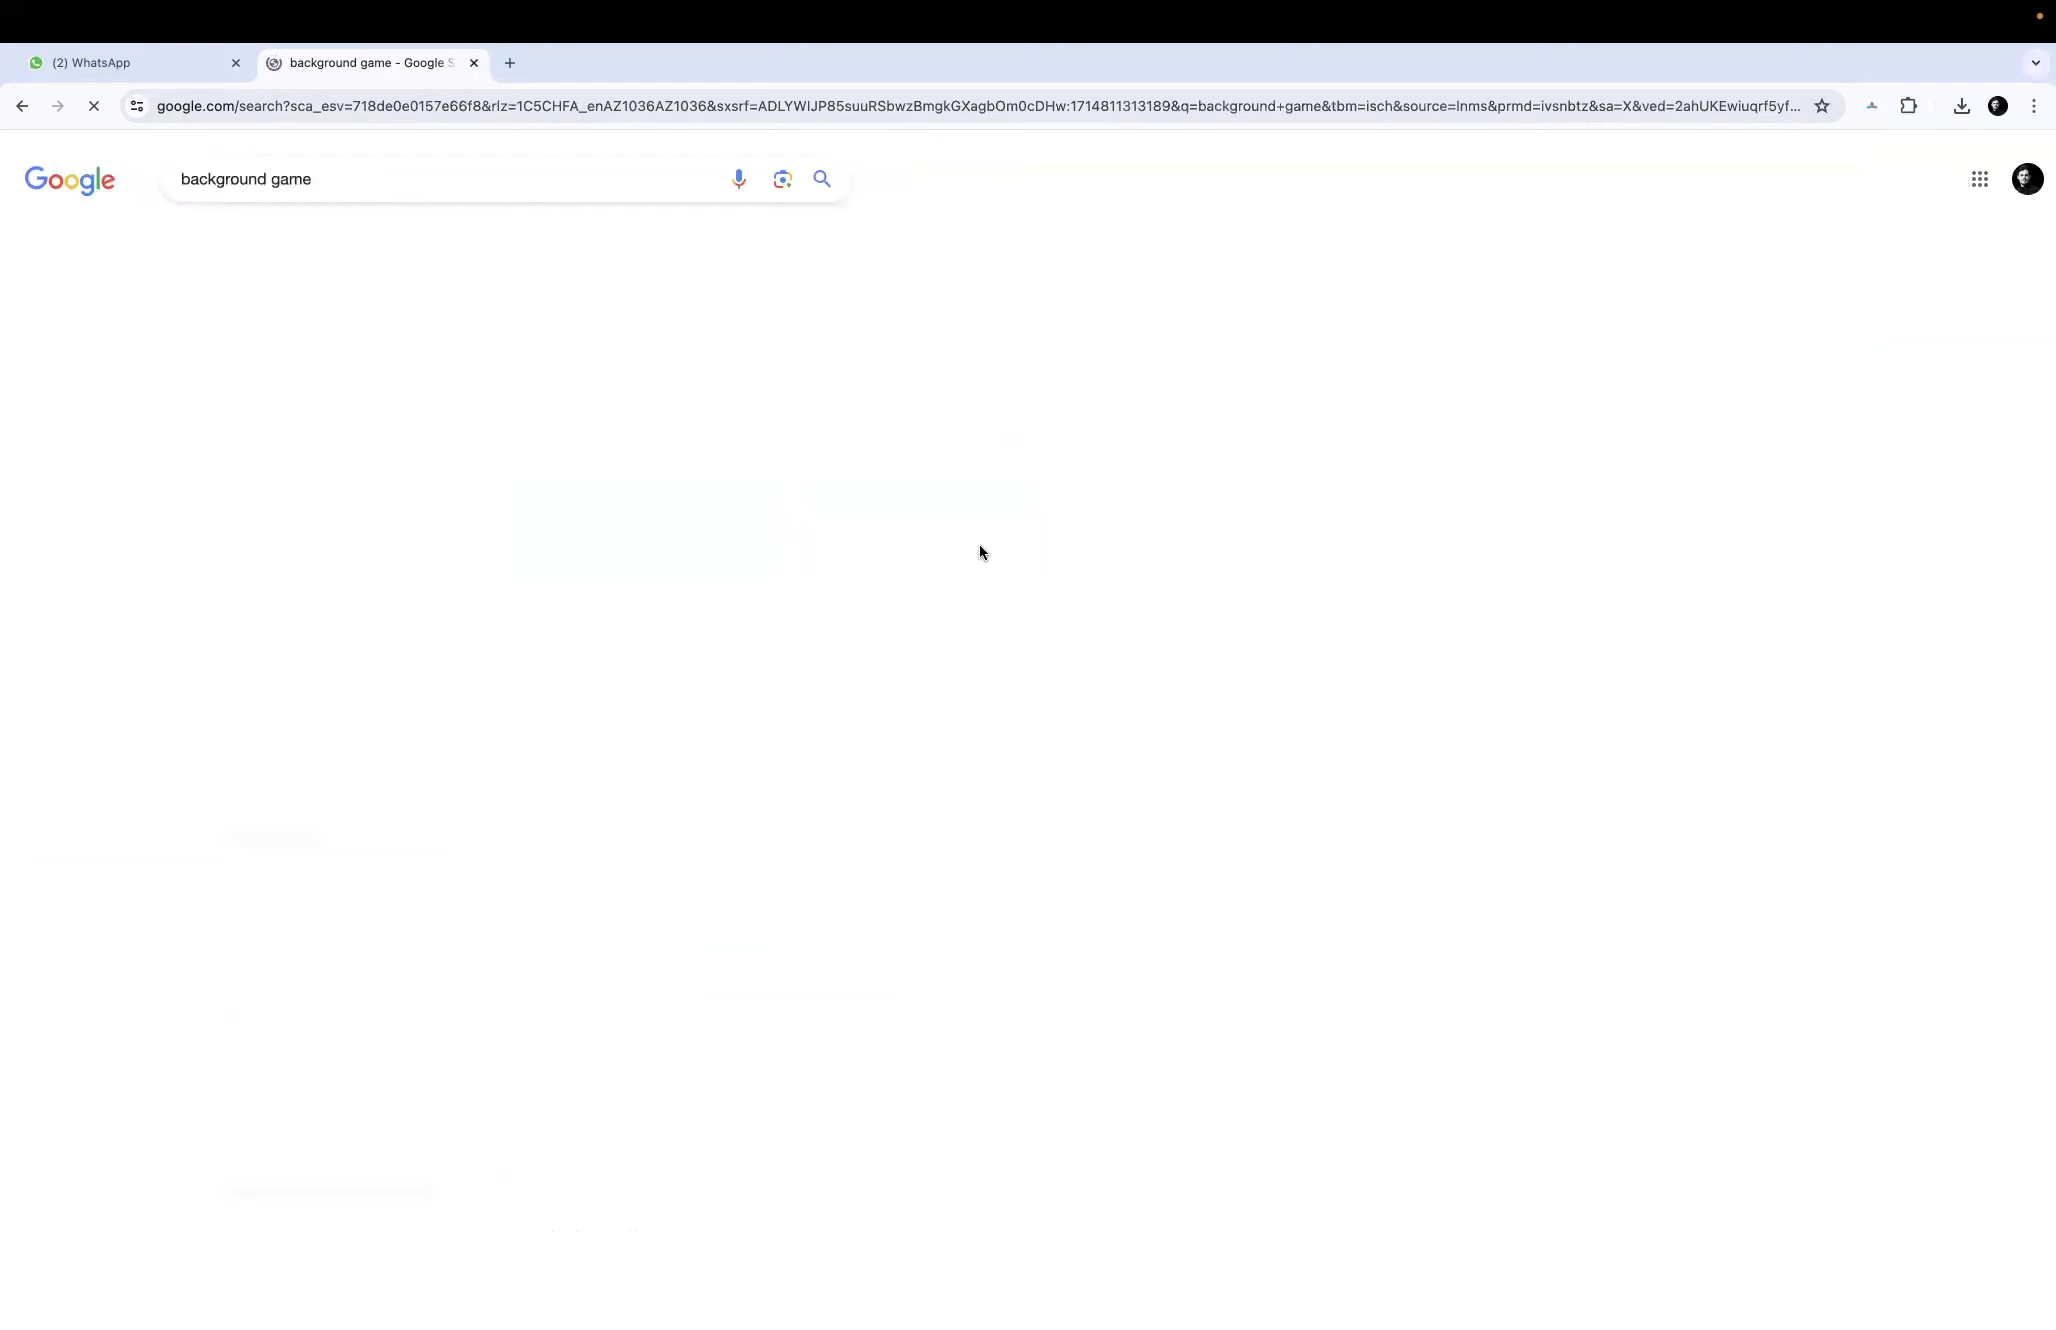 (2) WhatsApp
background game - Google S
google.com/search?sca_esv=718de0e0157e66f8&rlz=1C5CHFA_enAZ1036AZ1036&sxsrf=ADLYWIJP85suuRSbwzBmgkGXagbOm0cDHw:1714811313189&q=background+game&tbm=isch&source=lnms&prmd=ivsnbtz&sa=X&ved=2ahUKEwiuqrf5yf...
Google
background game